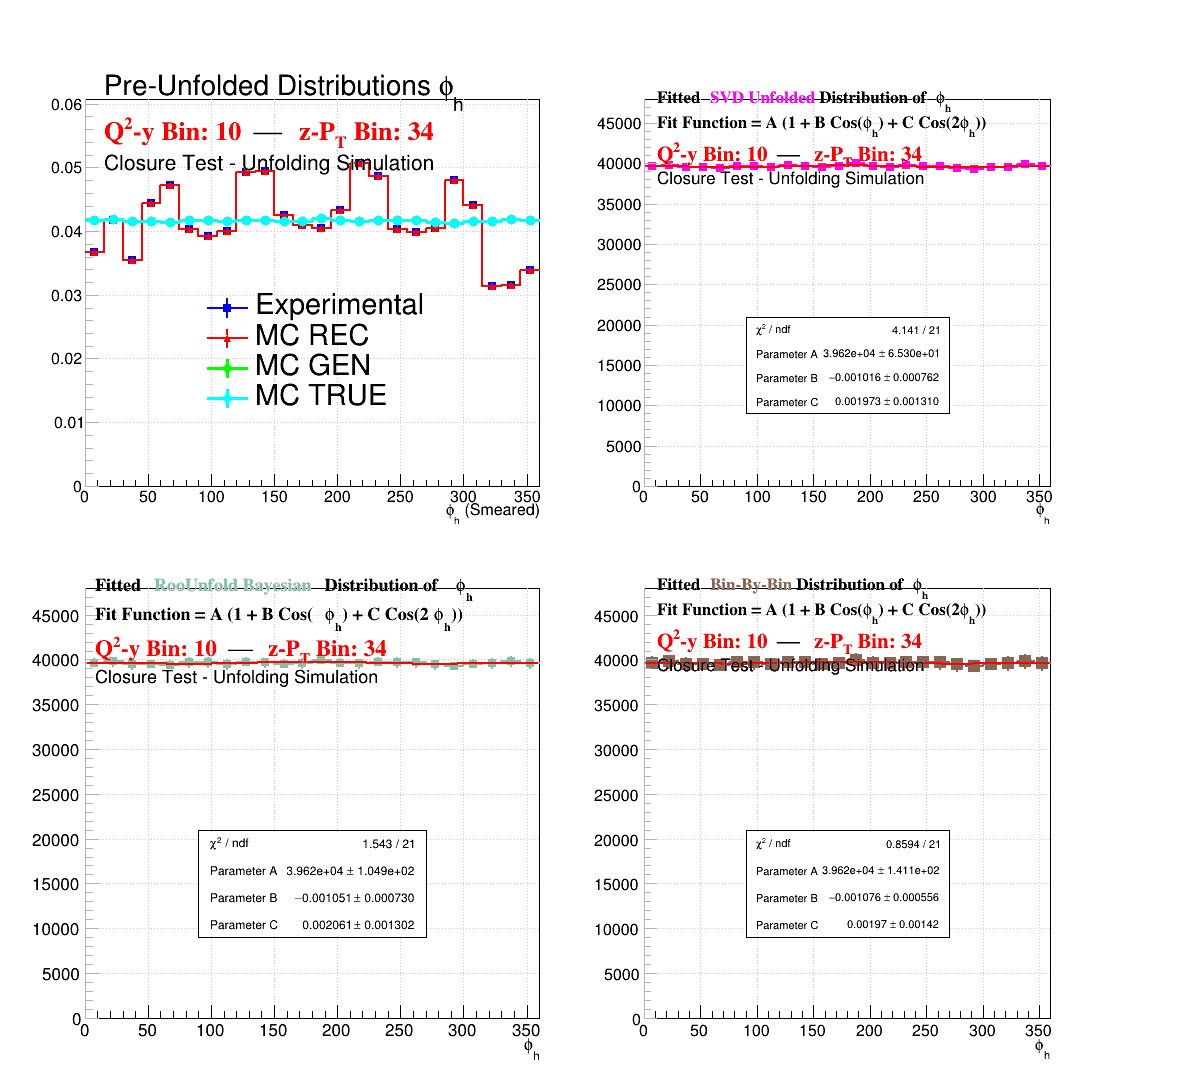 Pre-Unfolded Distributions ϕh
Q²-y Bin: 10 — z-PT Bin: 34
Closure Test - Unfolding Simulation
0.06
0.05
0.04
0.03
0.02
0.01
0
Experimental
MC REC
MC GEN
MC TRUE
0 50 100 150 200 250 300 350
ϕh (Smeared)
Fitted SVD Unfolded Distribution of ϕh
Fit Function = A (1 + B Cos(ϕh) + C Cos(2ϕh))
Q²-y Bin: 10 — z-PT Bin: 34
Closure Test - Unfolding Simulation
45000
40000
35000
30000
25000
20000
15000
10000
5000
0
χ² / ndf 4.141 / 21
Parameter A 3.962e+04 ± 6.530e+01
Parameter B −0.001016 ± 0.000762
Parameter C 0.001973 ± 0.001310
0 50 100 150 200 250 300 350
ϕh
Fitted RooUnfold Bayesian Distribution of ϕh
Fit Function = A (1 + B Cos( ϕh) + C Cos(2 ϕh))
Q²-y Bin: 10 — z-PT Bin: 34
Closure Test - Unfolding Simulation
45000
40000
35000
30000
25000
20000
15000
10000
5000
0
χ² / ndf 1.543 / 21
Parameter A 3.962e+04 ± 1.049e+02
Parameter B −0.001051 ± 0.000730
Parameter C 0.002061 ± 0.001302
0 50 100 150 200 250 300 350
ϕh
Fitted Bin-By-Bin Distribution of ϕh
Fit Function = A (1 + B Cos(ϕh) + C Cos(2ϕh))
Q²-y Bin: 10 — z-PT Bin: 34
Closure Test - Unfolding Simulation
45000
40000
35000
30000
25000
20000
15000
10000
5000
0
χ² / ndf 0.8594 / 21
Parameter A 3.962e+04 ± 1.411e+02
Parameter B −0.001076 ± 0.000556
Parameter C 0.00197 ± 0.00142
0 50 100 150 200 250 300 350
ϕh